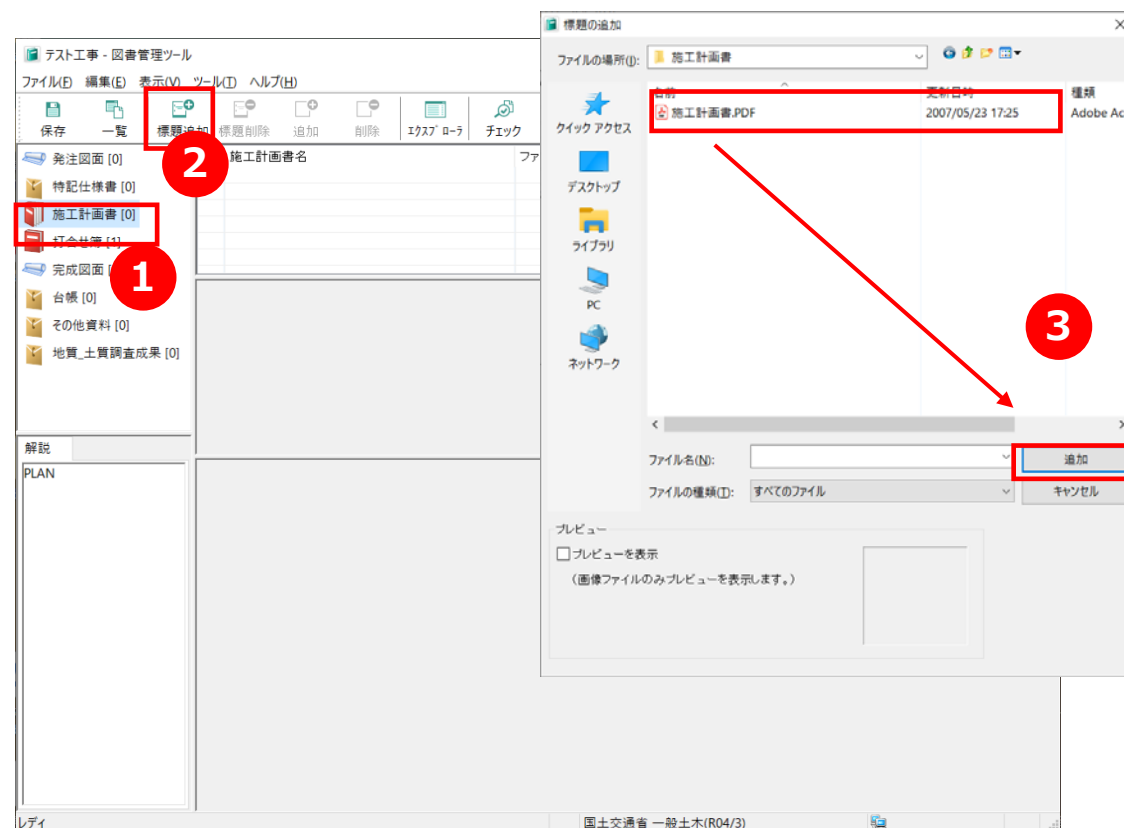 テスト工事 - 図書管理ツール
ファイル(F) 編集(E) 表示(V) ツール(T) ヘルプ(H)
保存 一覧 標題追加 標題削除 追加 削除 エクスプローラ チェック
発注図面 [0]
特記仕様書 [0]
施工計画書 [0]
打合せ簿 [1]
完成図面 [
台帳 [0]
その他資料 [0]
地質_土質調査成果 [0]
施工計画書名 ファ
1
2
解説
PLAN
レディ
国土交通省 一般土木(R04/3)
標題の追加
ファイルの場所(I): 施工計画書
クイック アクセス
デスクトップ
ライブラリ
PC
ネットワーク
名前 更新日時 種類
施工計画書.PDF 2007/05/23 17:25 Adobe Ac
3
ファイル名(N): 追加
ファイルの種類(T): すべてのファイル キャンセル
プレビュー
プレビューを表示
(画像ファイルのみプレビューを表示します。)